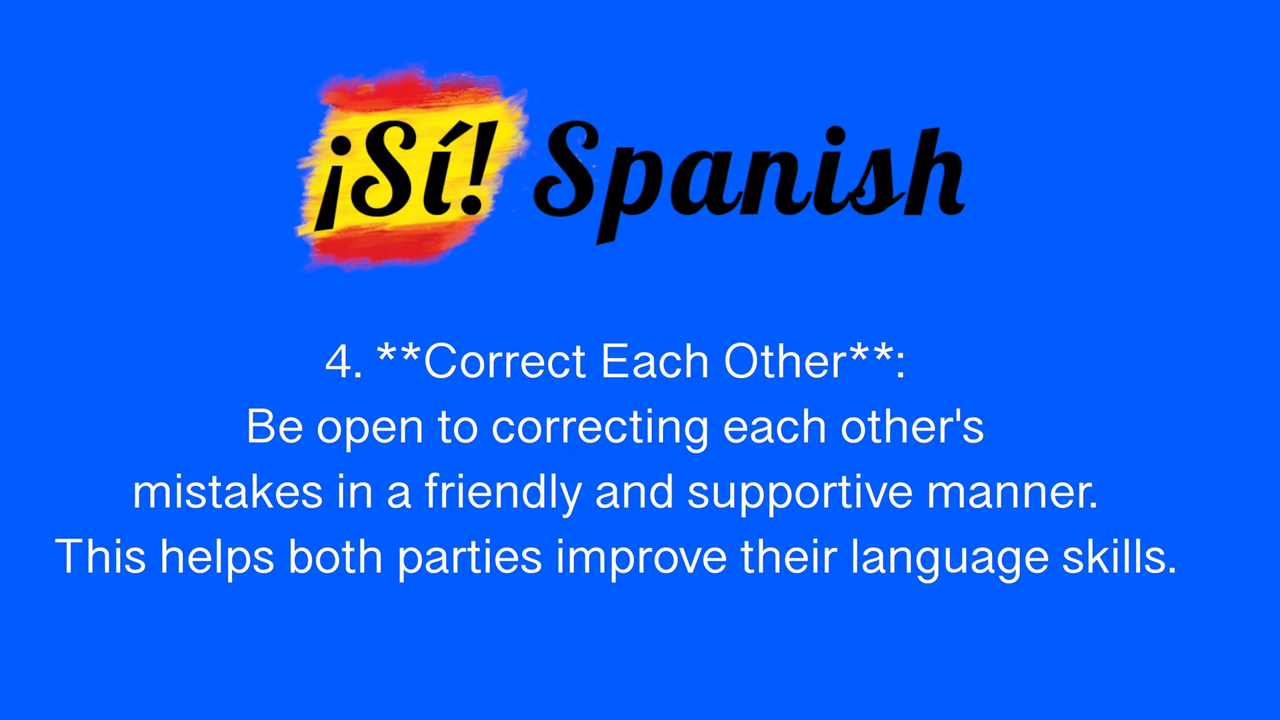 ¡Sí! Spanish
4. **Correct Each Other**:
Be open to correcting each other's
mistakes in a friendly and supportive manner.
This helps both parties improve their language skills.